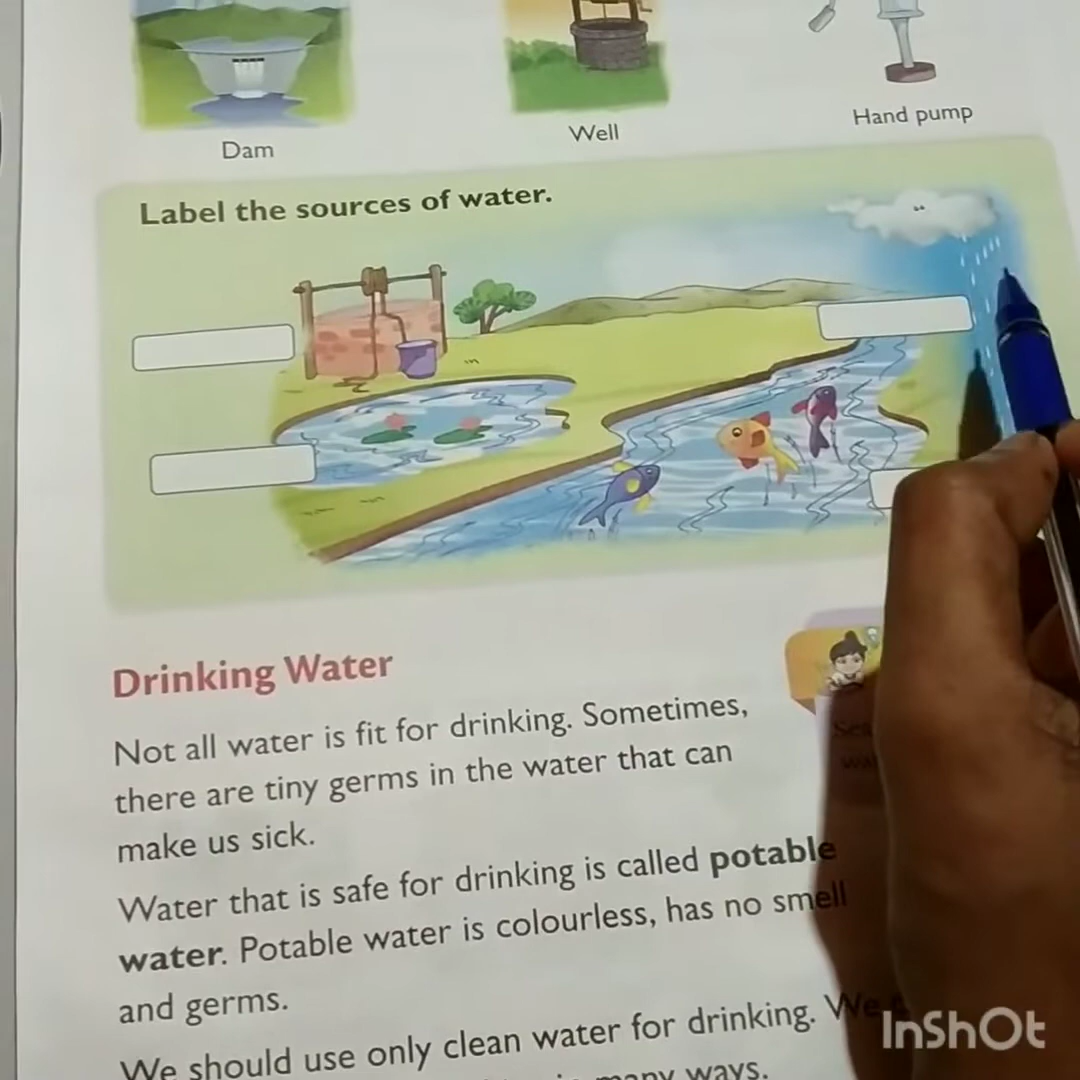 Dam
Well
Hand pump
Label the sources of water.
Drinking Water
Not all water is fit for drinking. Sometimes,
there are tiny germs in the water that can
make us sick.
Water that is safe for drinking is called potable
water. Potable water is colourless, has no smell
and germs.
We should use only clean water for drinking. We
many ways.
InShOt